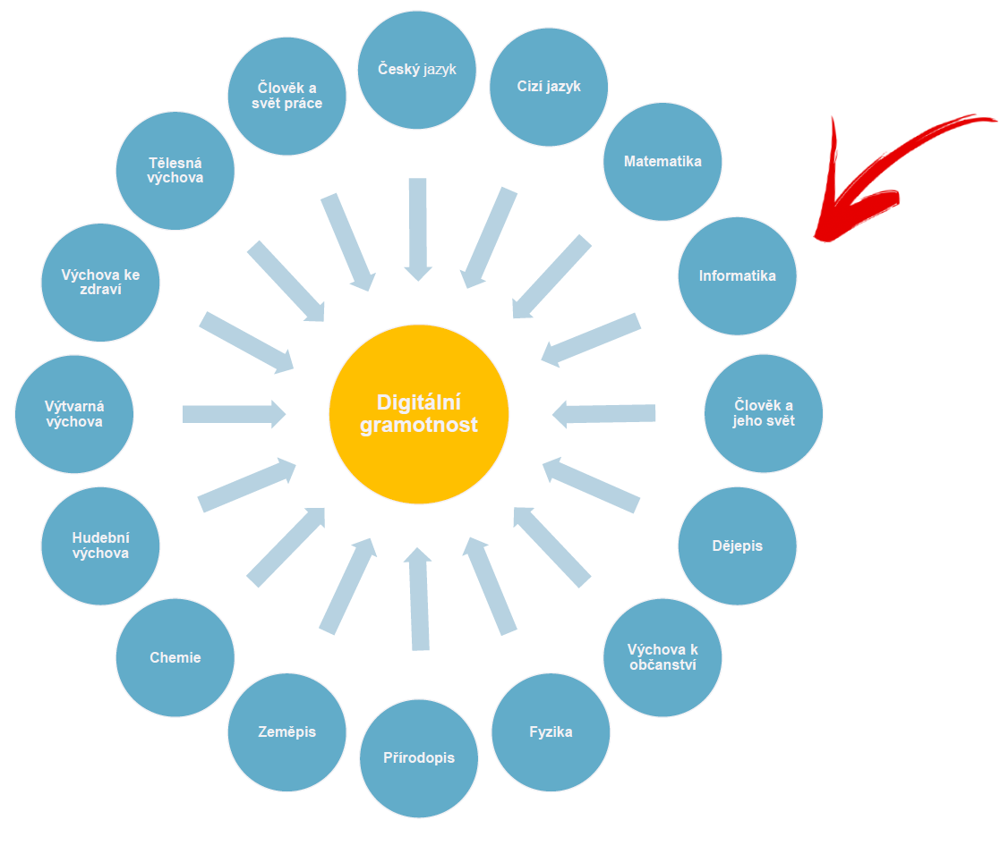 Český jazyk
Cizí jazyk
Matematika
Informatika
Člověk a
jeho svět
Dějepis
Výchova k
občanství
Fyzika
Přírodopis
Zeměpis
Chemie
Hudební
výchova
Výtvarná
výchova
Výchova ke
zdraví
Tělesná
výchova
Člověk a
svět práce
Digitální
gramotnost